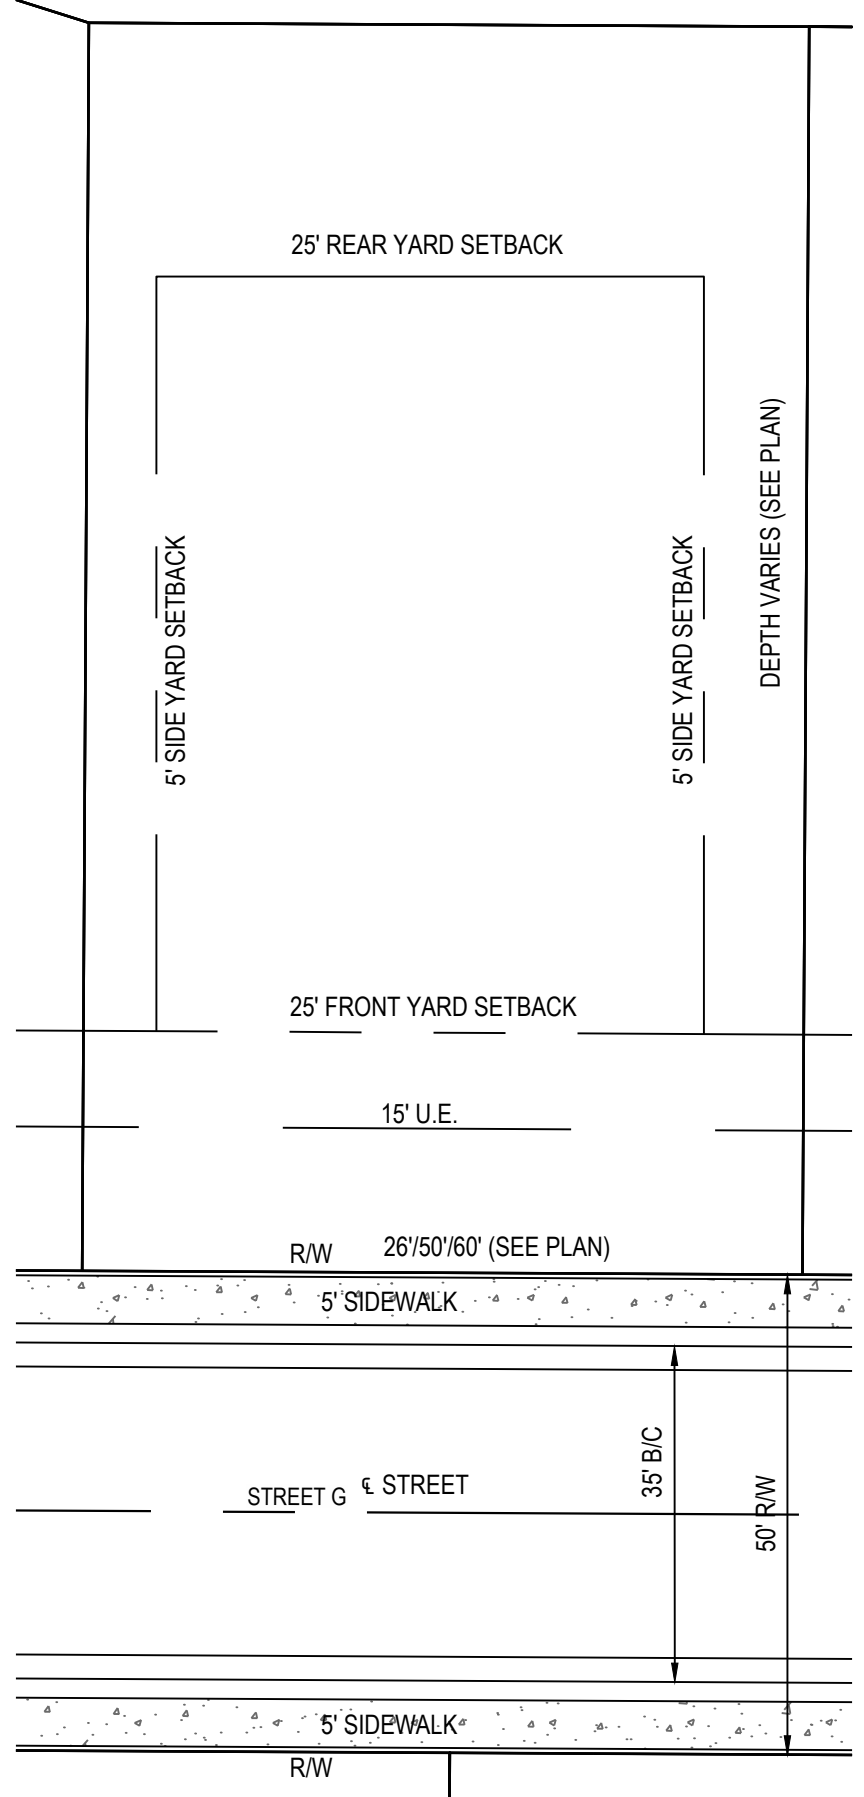 25' REAR YARD SETBACK
DEPTH VARIES (SEE PLAN)
5' SIDE YARD SETBACK
5' SIDE YARD SETBACK
25' FRONT YARD SETBACK
15' U.E.
R/W
26'/50'/60' (SEE PLAN)
5' SIDEWALK
35' B/C
STREET G
℄ STREET
50' R/W
5' SIDEWALK
R/W